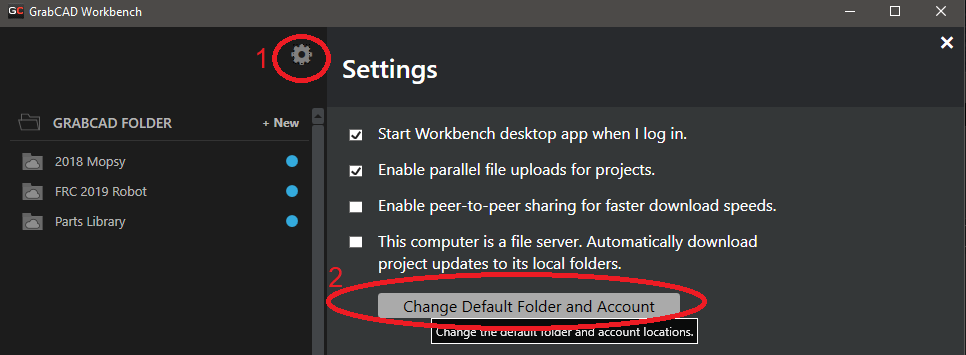 GC GrabCAD Workbench
1
Settings
GRABCAD FOLDER + New
Start Workbench desktop app when I log in.
2018 Mopsy
Enable parallel file uploads for projects.
FRC 2019 Robot
Enable peer-to-peer sharing for faster download speeds.
Parts Library
This computer is a file server. Automatically download
project updates to its local folders.
2
Change Default Folder and Account
Change the default folder and account locations.